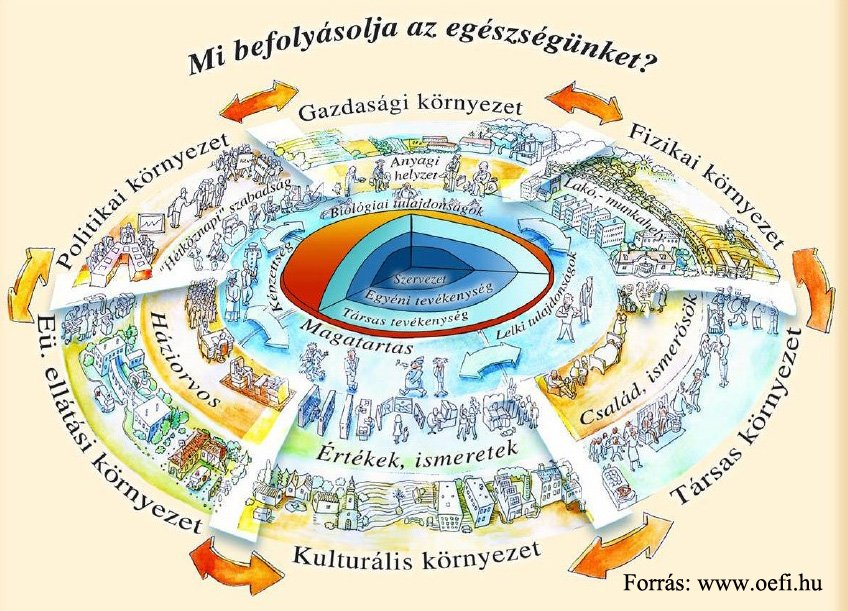 Mi befolyásolja az egészségünket?
Gazdasági környezet
Politikai környezet
Fizikai környezet
Anyagi
helyzet
"Hétköznapi" szabadság
Lakó,- munkahely
Biológiai tulajdonságok
Képzettség
Szervezet
Egyéni tevékenység
Társas tevékenység
Lelki tulajdonságok
Magatartas
Háziorvos
Család, ismerősök
Értékek, ismeretek
Eü. ellátási környezet
Társas környezet
Kulturális környezet
Forrás: www.oefi.hu